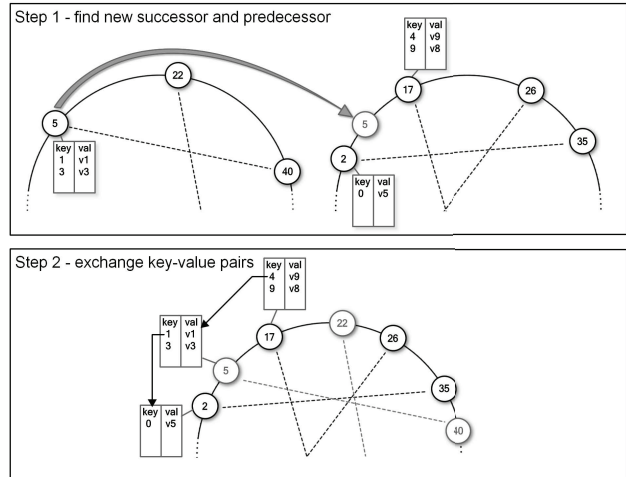 Step 1 - find new successor and predecessor
key val
4 v9
9 v8
22
17
26
5
5
2
35
40
key val
1 v1
3 v3
key val
0 v5
Step 2 - exchange key-value pairs
key val
4 v9
9 v8
key val
1 v1
3 v3
22
17
26
5
35
2
40
key val
0 v5